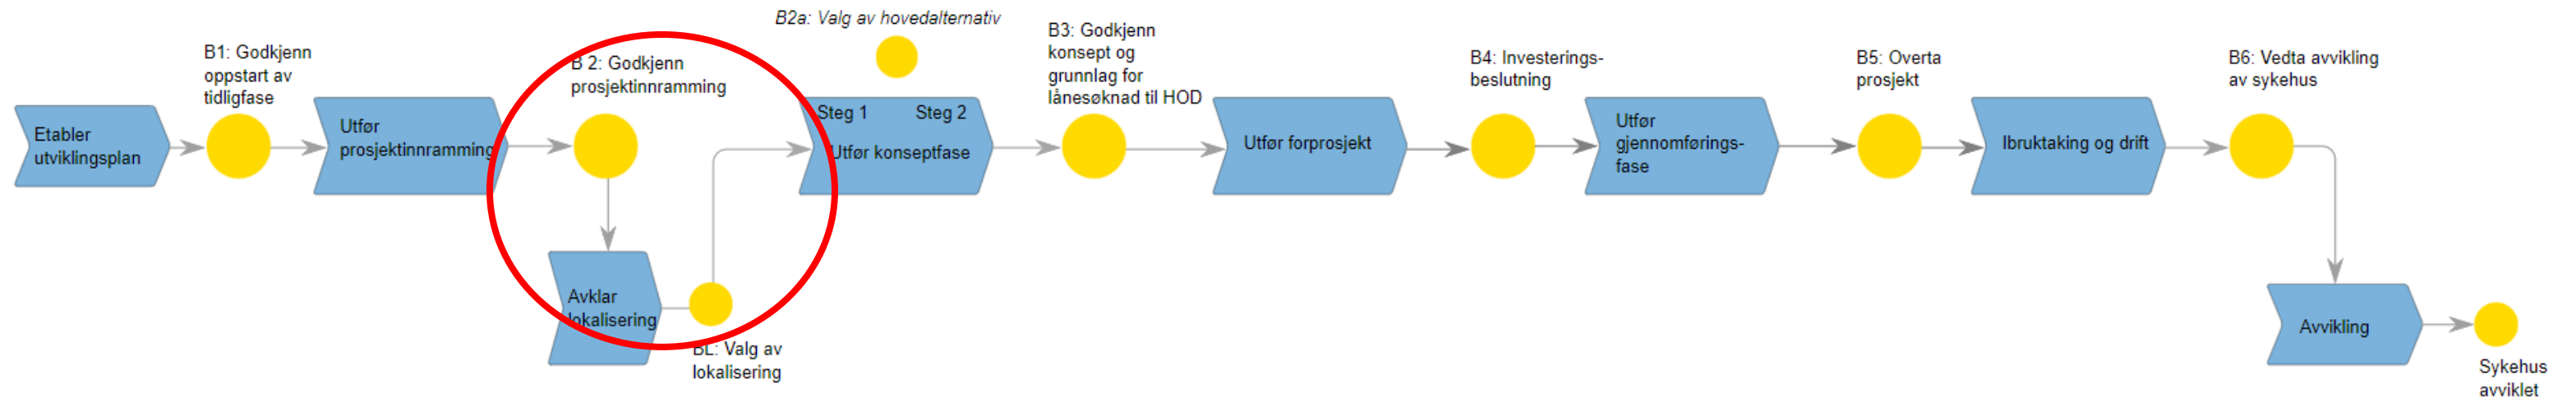 Etabler
utviklingsplan
B1: Godkjenn
oppstart av
tidligfase
Utfør
prosjektinnramming
B 2: Godkjenn
prosjektinnramming
Avklar
lokalisering
BL: Valg av
lokalisering
B2a: Valg av hovedalternativ
Steg 1 Steg 2
Utfør konseptfase
B3: Godkjenn
konsept og
grunnlag for
lånesøknad til HOD
Utfør forprosjekt
B4: Investerings-
beslutning
Utfør
gjennomførings-
fase
B5: Overta
prosjekt
Ibruktaking og drift
B6: Vedta avvikling
av sykehus
Avvikling
Sykehus
avviklet